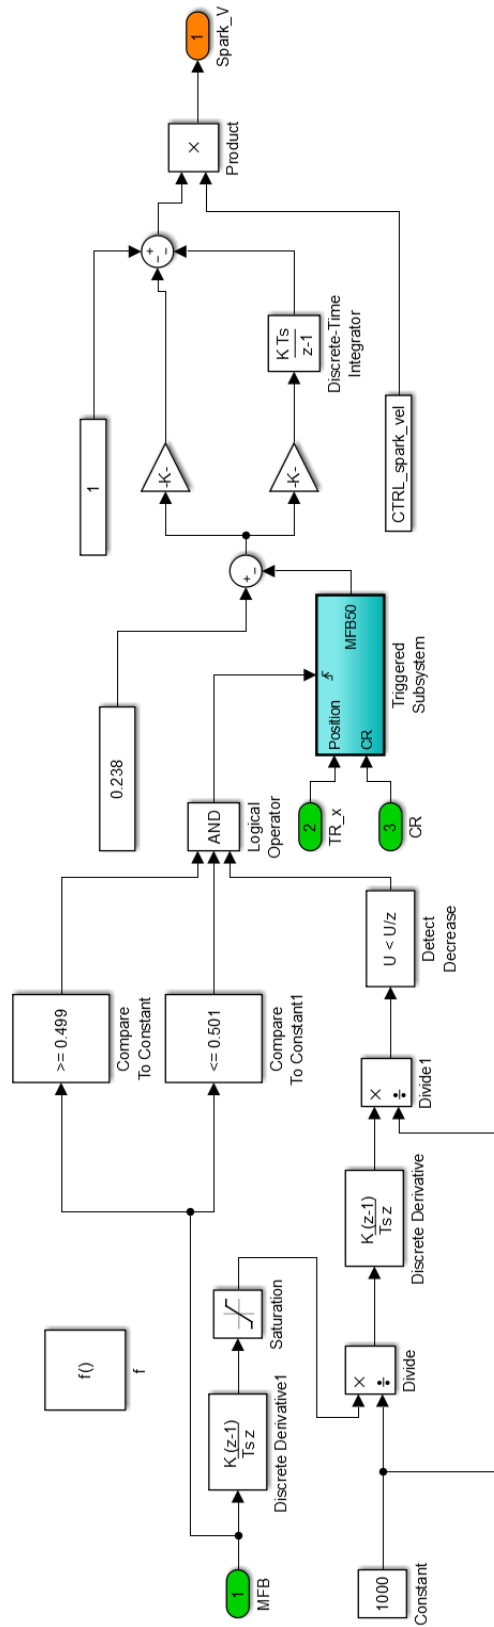 f()
f
1
MFB
K (z-1)
Ts z
Discrete Derivative1
Saturation
>= 0.499
Compare
To Constant
<= 0.501
Compare
To Constant1
1000
Constant
×
÷
Divide
K (z-1)
Ts z
Discrete Derivative
×
÷
Divide1
U < U/z
Detect
Decrease
AND
Logical
Operator
2
TR_x
3
CR
Position
CR
MFB50
Triggered
Subsystem
0.238
+
-
1
-K-
-K-
K Ts
z-1
Discrete-Time
Integrator
+
-
-
CTRL_spark_vel
×
Product
1
Spark_V